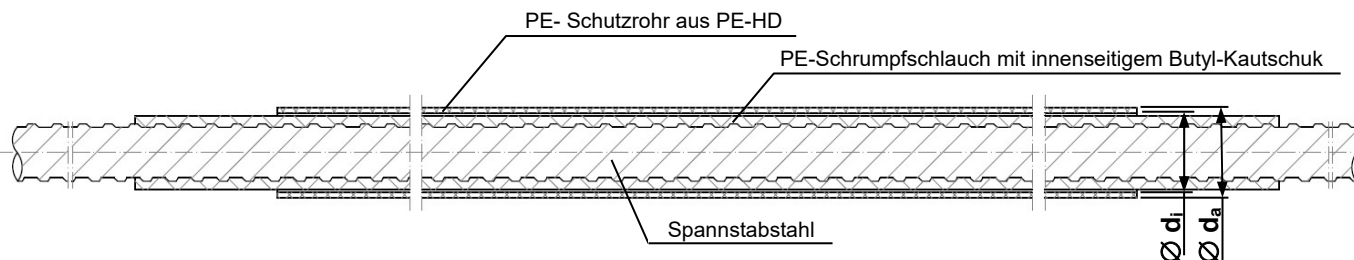 PE- Schutzrohr aus PE-HD
PE-Schrumpfschlauch mit innenseitigem Butyl-Kautschuk
Spannstabstahl
Ø dᵢ
Ø dₐ